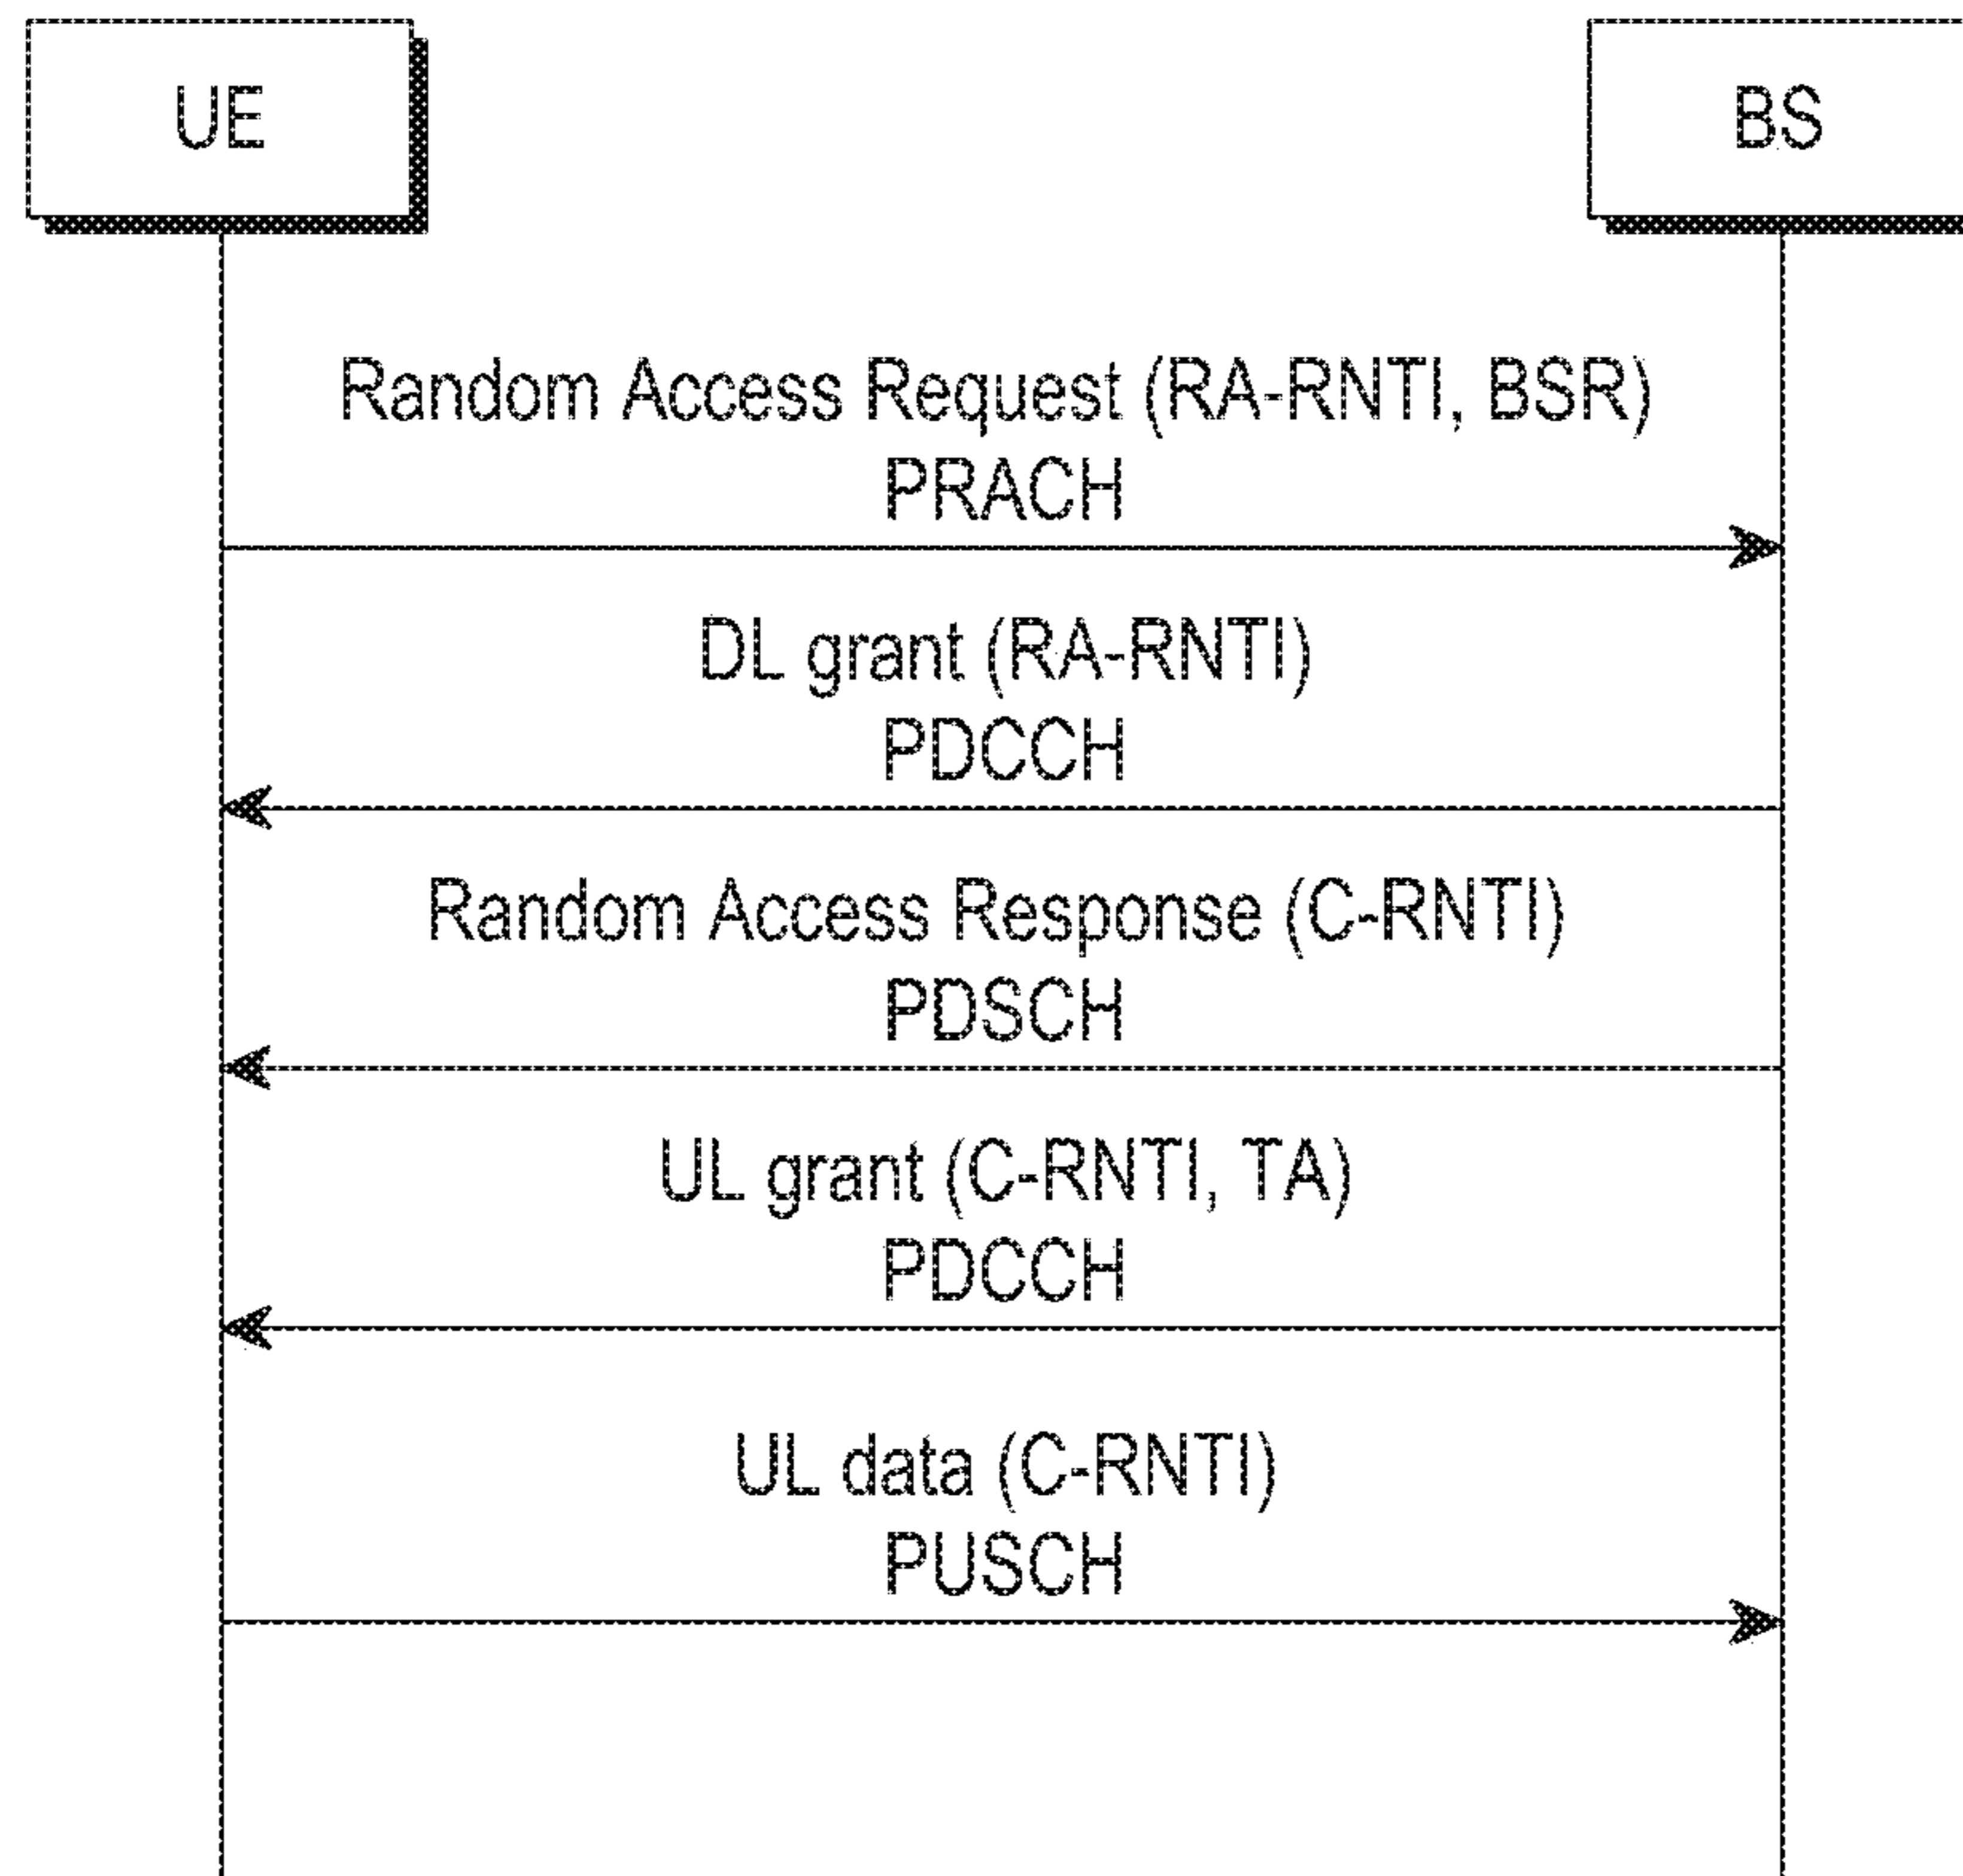 UE
BS
Random Access Request (RA-RNTI, BSR)
PRACH
DL grant (RA-RNTI)
PDCCH
Random Access Response (C-RNTI)
PDSCH
UL grant (C-RNTI, TA)
PDCCH
UL data (C-RNTI)
PUSCH